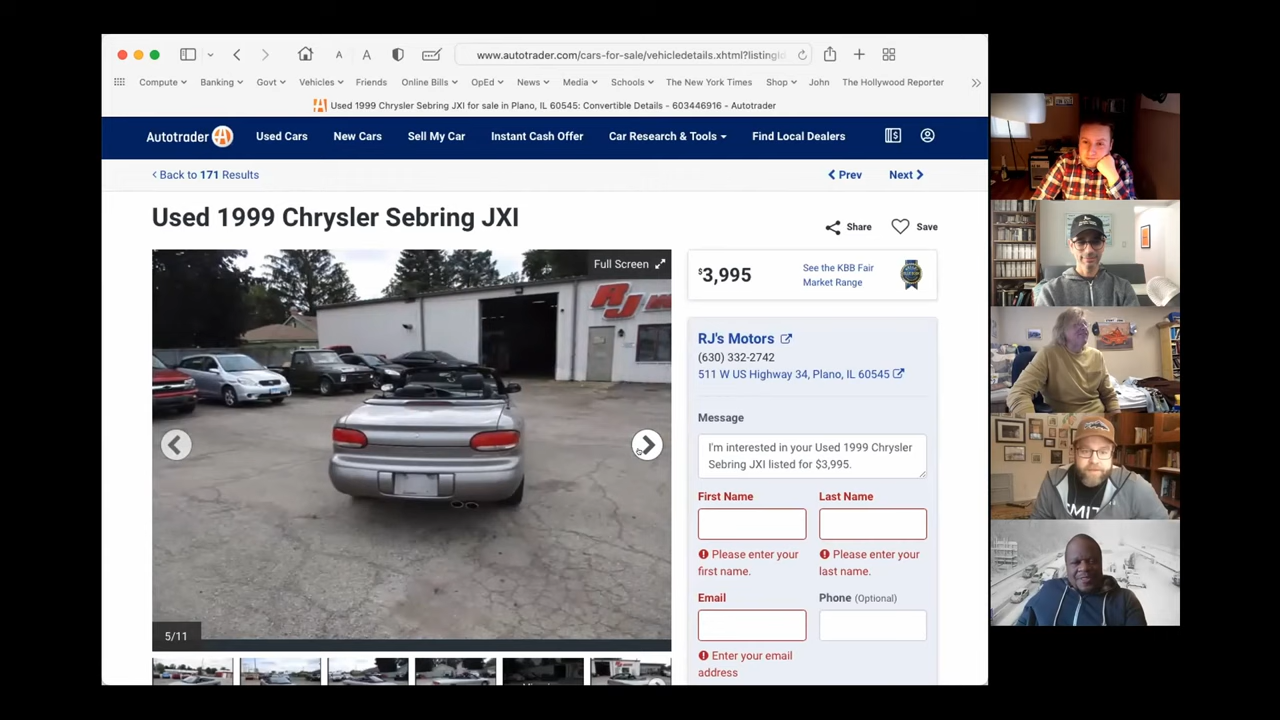 www.autotrader.com/cars-for-sale/vehicledetails.xhtml?listingId
Compute Banking Govt Vehicles Friends Online Bills OpEd News Media Schools The New York Times Shop John The Hollywood Reporter
Used 1999 Chrysler Sebring JXI for sale in Plano, IL 60545: Convertible Details - 603446916 - Autotrader
Autotrader Used Cars New Cars Sell My Car Instant Cash Offer Car Research & Tools Find Local Dealers
Back to 171 Results
Prev Next
Used 1999 Chrysler Sebring JXI
Share Save
Full Screen
RJ
5/11
$3,995
See the KBB Fair
Market Range
RJ's Motors
(630) 332-2742
511 W US Highway 34, Plano, IL 60545
Message
I'm interested in your Used 1999 Chrysler
Sebring JXI listed for $3,995.
First Name Last Name
Please enter your Please enter your
first name. last name.
Email Phone (Optional)
Enter your email
address